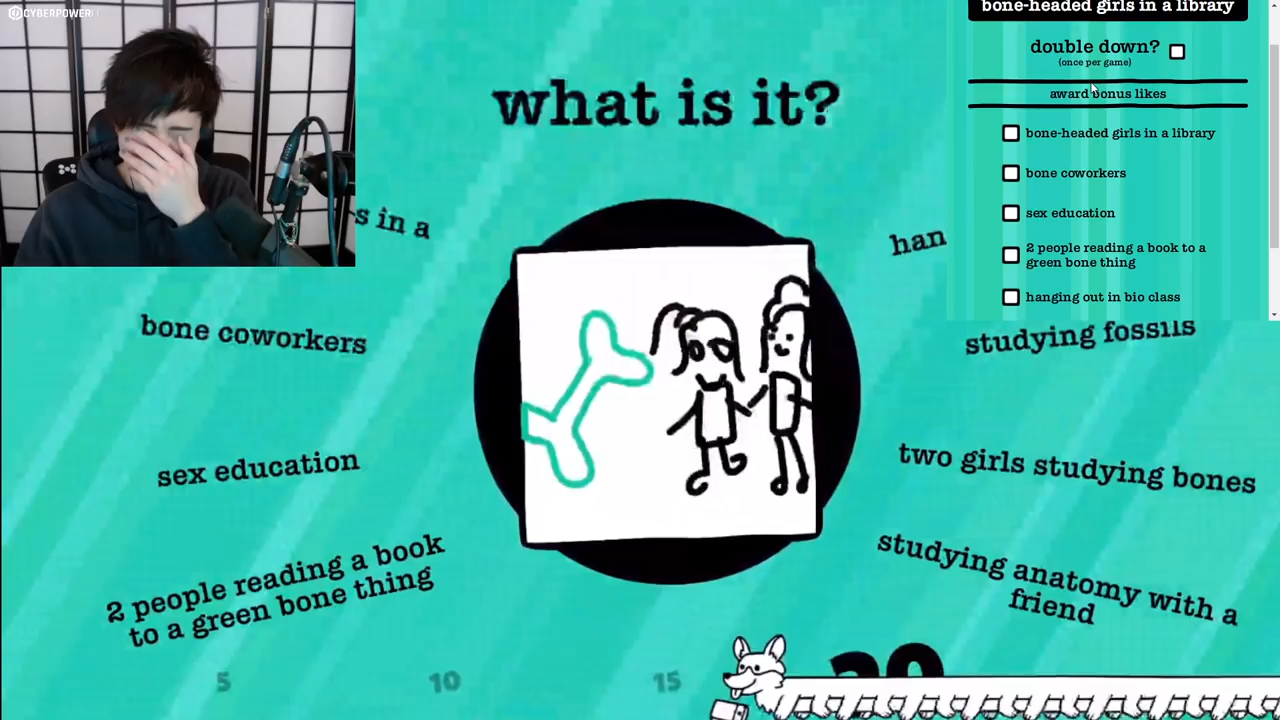 CYBERPOWER
what is it?
s in a
bone coworkers
sex education
2 people reading a book
to a green bone thing
han
studying fossils
two girls studying bones
studying anatomy with a
friend
5
10
15
20
bone-headed girls in a library
double down?
(once per game)
award bonus likes
bone-headed girls in a library
bone coworkers
sex education
2 people reading a book to a
green bone thing
hanging out in bio class